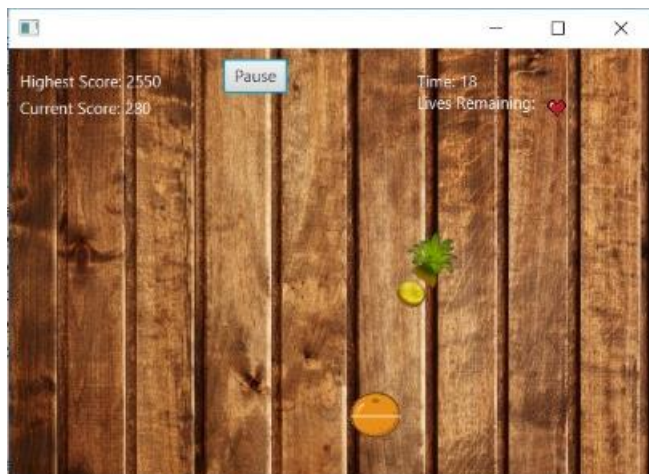 Highest Score: 2550
Current Score: 280
Pause
Time: 18
Lives Remaining: